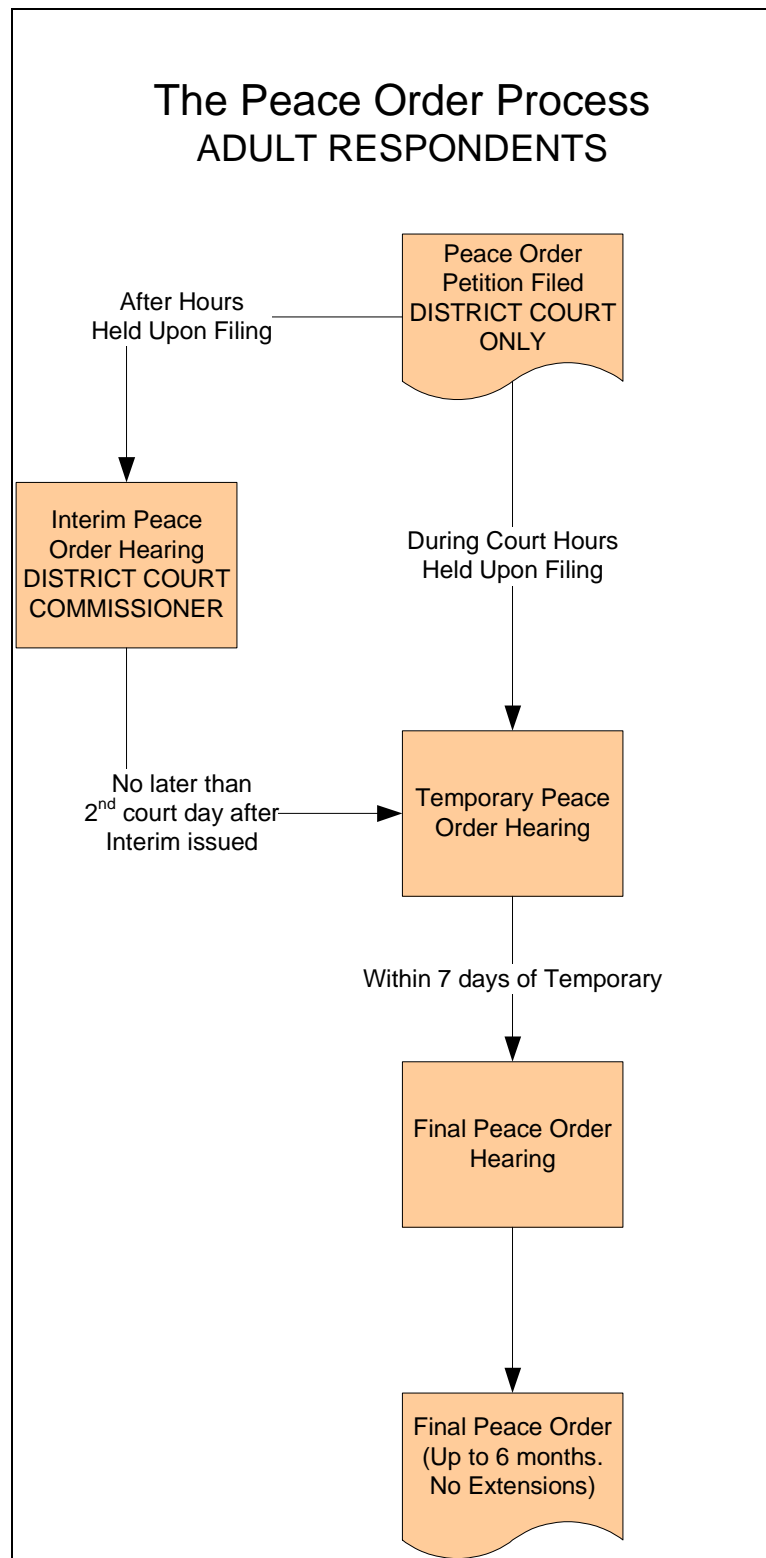 The Peace Order Process
ADULT RESPONDENTS
Peace Order
Petition Filed
DISTRICT COURT
ONLY
After Hours
Held Upon Filing
Interim Peace
Order Hearing
DISTRICT COURT
COMMISSIONER
During Court Hours
Held Upon Filing
No later than
2nd court day after
Interim issued
Temporary Peace
Order Hearing
Within 7 days of Temporary
Final Peace Order
Hearing
Final Peace Order
(Up to 6 months.
No Extensions)